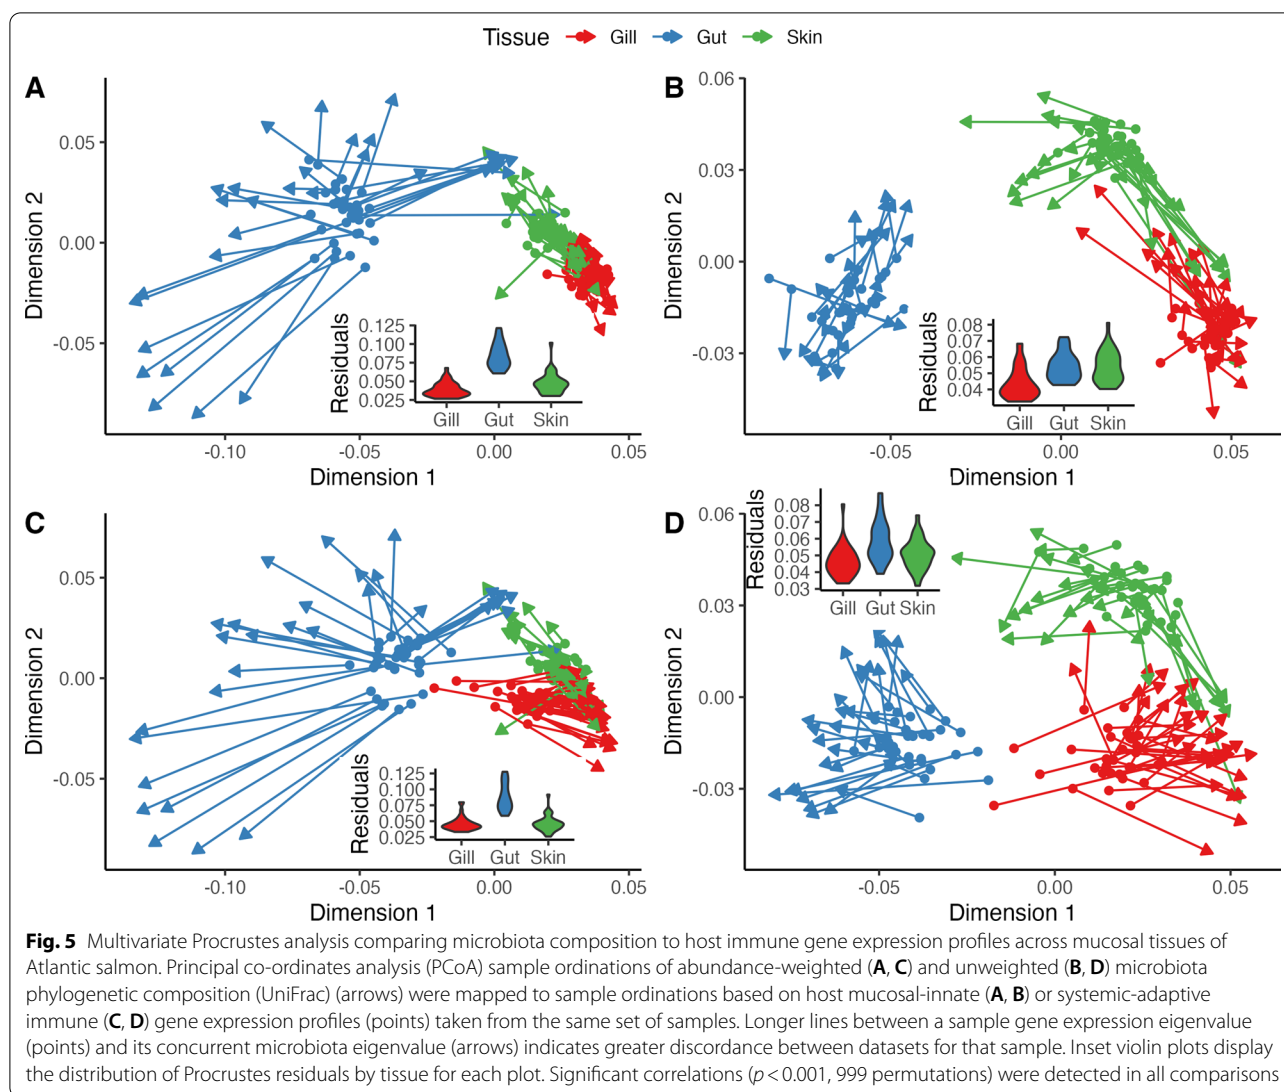 Tissue Gill Gut Skin
A
0.05
0.00
-0.05
Dimension 2
-0.10 -0.05 0.00 0.05
Dimension 1
Residuals
0.125
0.100
0.075
0.050
0.025
Gill Gut Skin
B
0.06
0.03
0.00
-0.03
Dimension 2
-0.05 0.00 0.05
Dimension 1
Residuals
0.08
0.07
0.06
0.05
0.04
Gill Gut Skin
C
0.05
0.00
-0.05
Dimension 2
-0.10 -0.05 0.00 0.05
Dimension 1
Residuals
0.125
0.100
0.075
0.050
0.025
Gill Gut Skin
D
0.06
0.03
0.00
-0.03
Dimension 2
-0.05 0.00 0.05
Dimension 1
Residuals
0.08
0.07
0.06
0.05
0.04
0.03
Gill Gut Skin
Fig. 5 Multivariate Procrustes analysis comparing microbiota composition to host immune gene expression profiles across mucosal tissues of
Atlantic salmon. Principal co-ordinates analysis (PCoA) sample ordinations of abundance-weighted (A, C) and unweighted (B, D) microbiota
phylogenetic composition (UniFrac) (arrows) were mapped to sample ordinations based on host mucosal-innate (A, B) or systemic-adaptive
immune (C, D) gene expression profiles (points) taken from the same set of samples. Longer lines between a sample gene expression eigenvalue
(points) and its concurrent microbiota eigenvalue (arrows) indicates greater discordance between datasets for that sample. Inset violin plots display
the distribution of Procrustes residuals by tissue for each plot. Significant correlations (p < 0.001, 999 permutations) were detected in all comparisons